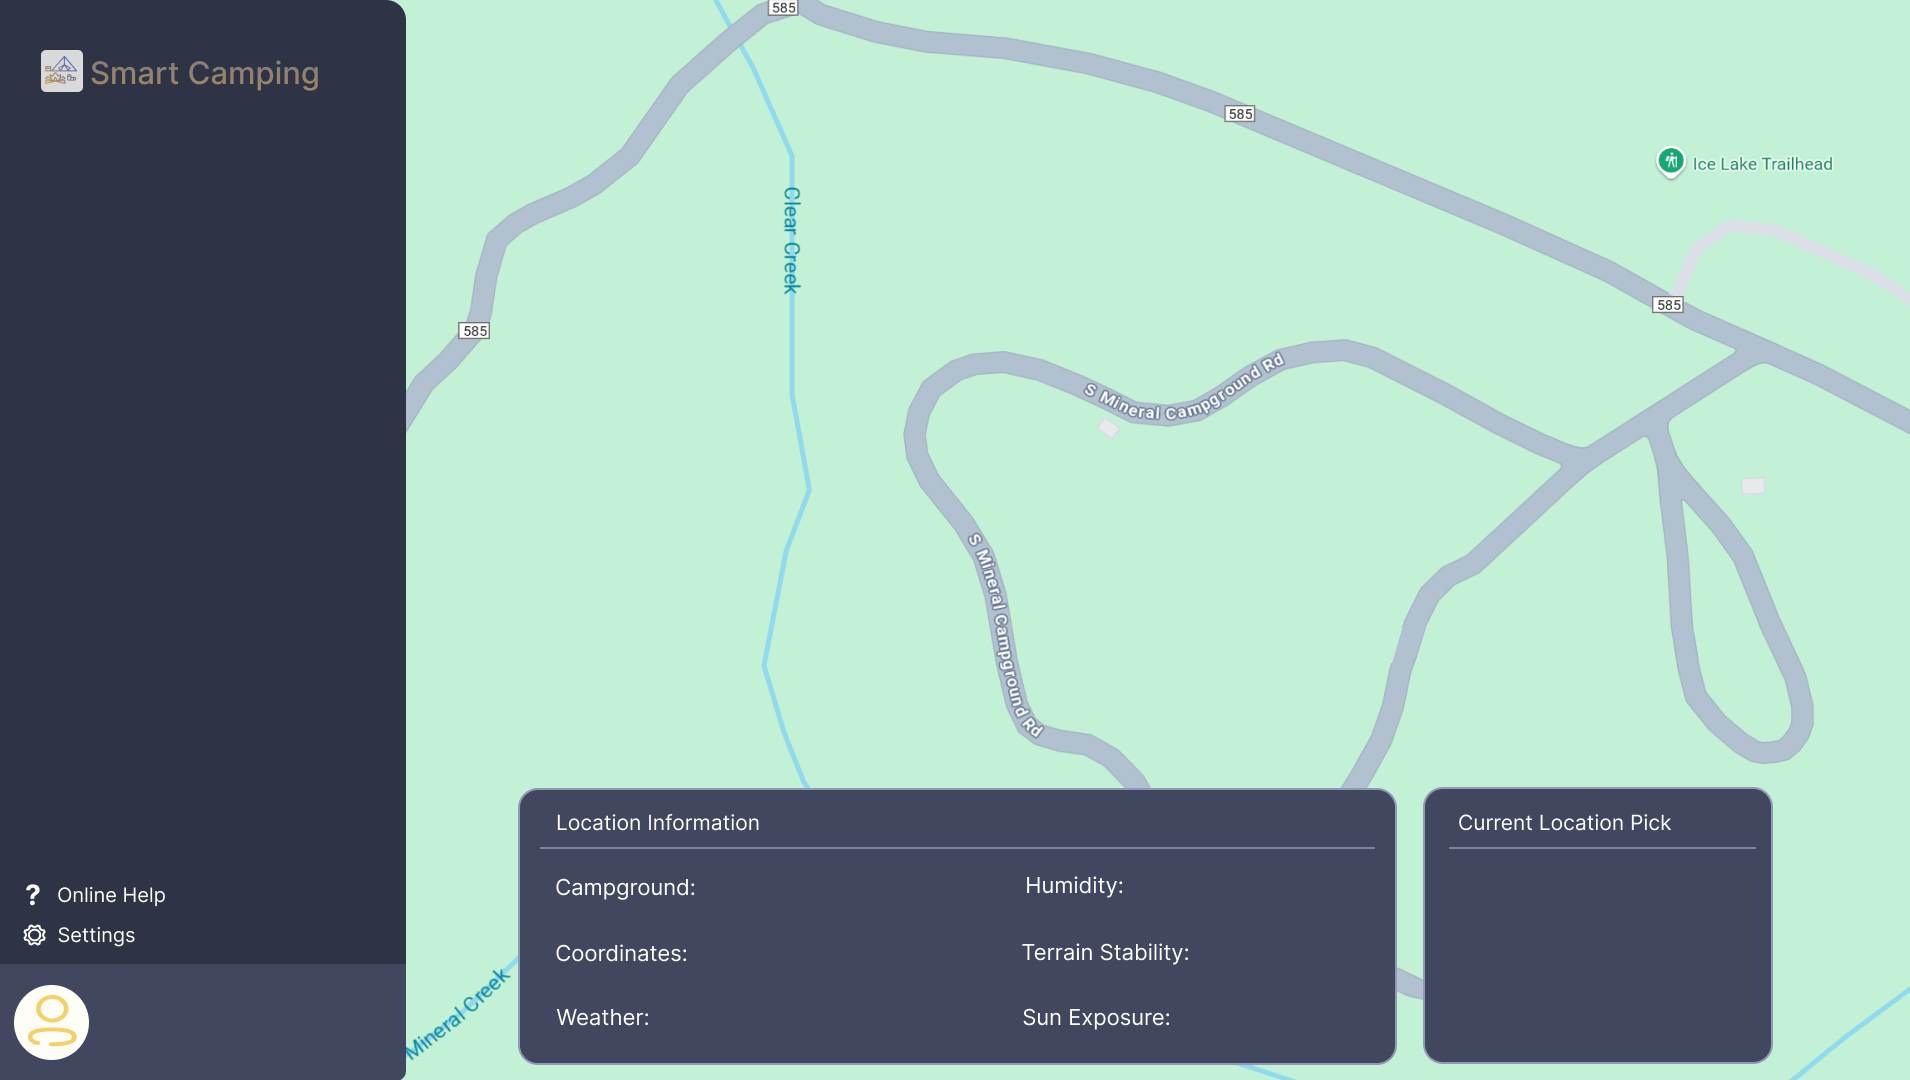 Smart Camping
585
585
Ice Lake Trailhead
Clear Creek
585
585
S Mineral Campground Rd
S Mineral Campground Rd
Location Information
Current Location Pick
Campground:
Humidity:
Online Help
Settings
Coordinates:
Terrain Stability:
Mineral Creek
Weather:
Sun Exposure: